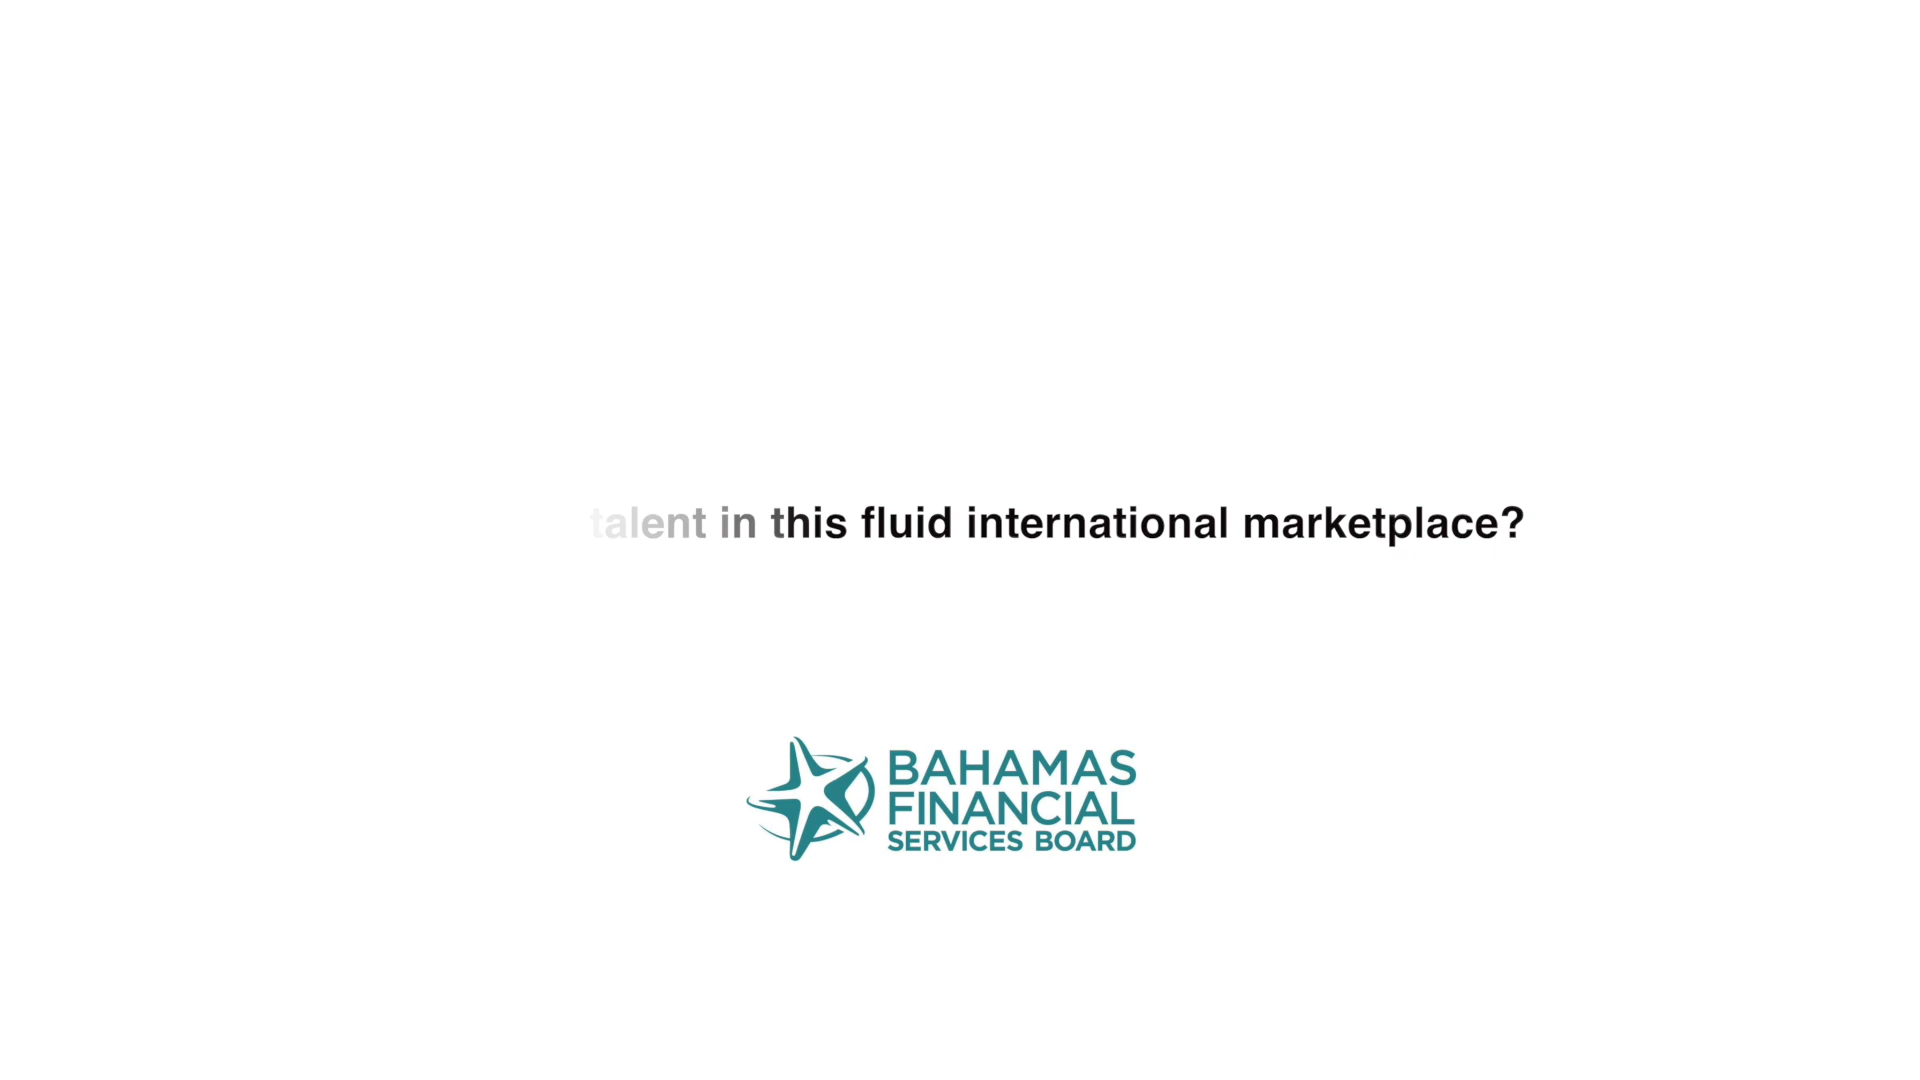 talent in this fluid international marketplace?
BAHAMAS
FINANCIAL
SERVICES BOARD